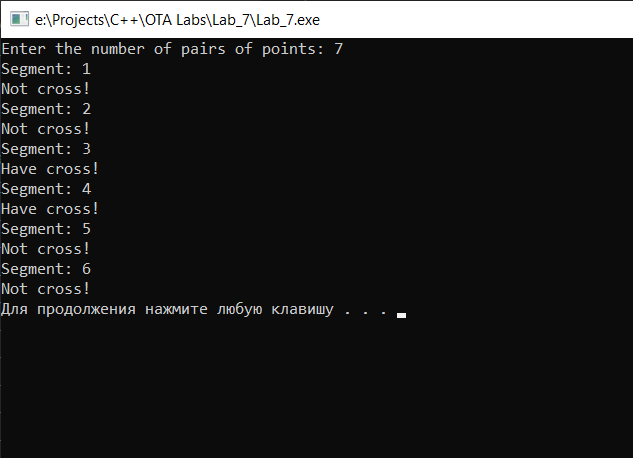 e:\Projects\C++\OTA Labs\Lab_7\Lab_7.exe
Enter the number of pairs of points: 7
Segment: 1
Not cross!
Segment: 2
Not cross!
Segment: 3
Have cross!
Segment: 4
Have cross!
Segment: 5
Not cross!
Segment: 6
Not cross!
Для продолжения нажмите любую клавишу . . .